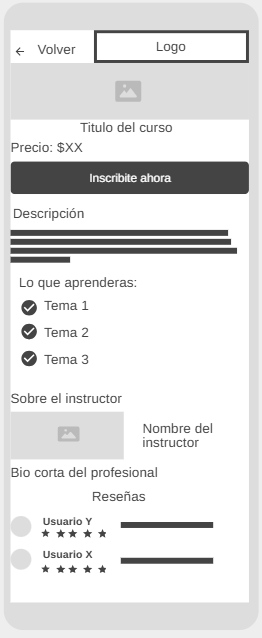 Volver
Logo
Titulo del curso
Precio: $XX
Inscribite ahora
Descripción
Lo que aprenderas:
Tema 1
Tema 2
Tema 3
Sobre el instructor
Nombre del
instructor
Bio corta del profesional
Reseñas
Usuario Y
Usuario X